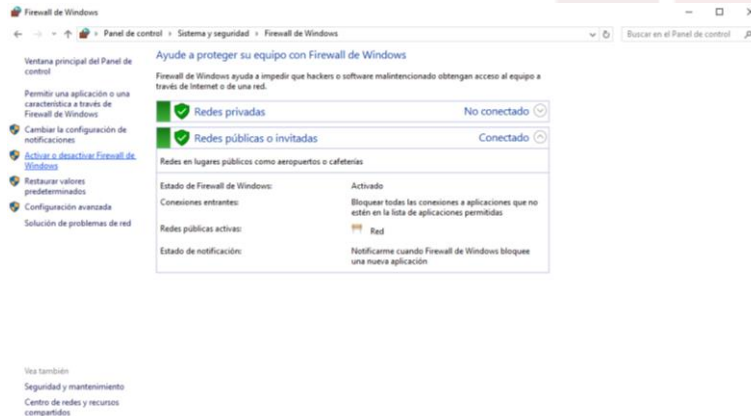 Firewall de Windows
Panel de control › Sistema y seguridad › Firewall de Windows
Buscar en el Panel de control
Ventana principal del Panel de
control
Permitir una aplicación o una
característica a través de
Firewall de Windows
Cambiar la configuración de
notificaciones
Activar o desactivar Firewall de
Windows
Restaurar valores
predeterminados
Configuración avanzada
Solución de problemas de red
Ayude a proteger su equipo con Firewall de Windows
Firewall de Windows ayuda a impedir que hackers o software malintencionado obtengan acceso al equipo a
través de Internet o de una red.
Redes privadas No conectado
Redes públicas o invitadas Conectado
Redes en lugares públicos como aeropuertos o cafeterías
Estado de Firewall de Windows: Activado
Conexiones entrantes: Bloquear todas las conexiones a aplicaciones que no
estén en la lista de aplicaciones permitidas
Redes públicas activas: Red
Estado de notificación: Notificarme cuando Firewall de Windows bloquee
una nueva aplicación
Vea también
Seguridad y mantenimiento
Centro de redes y recursos
compartidos